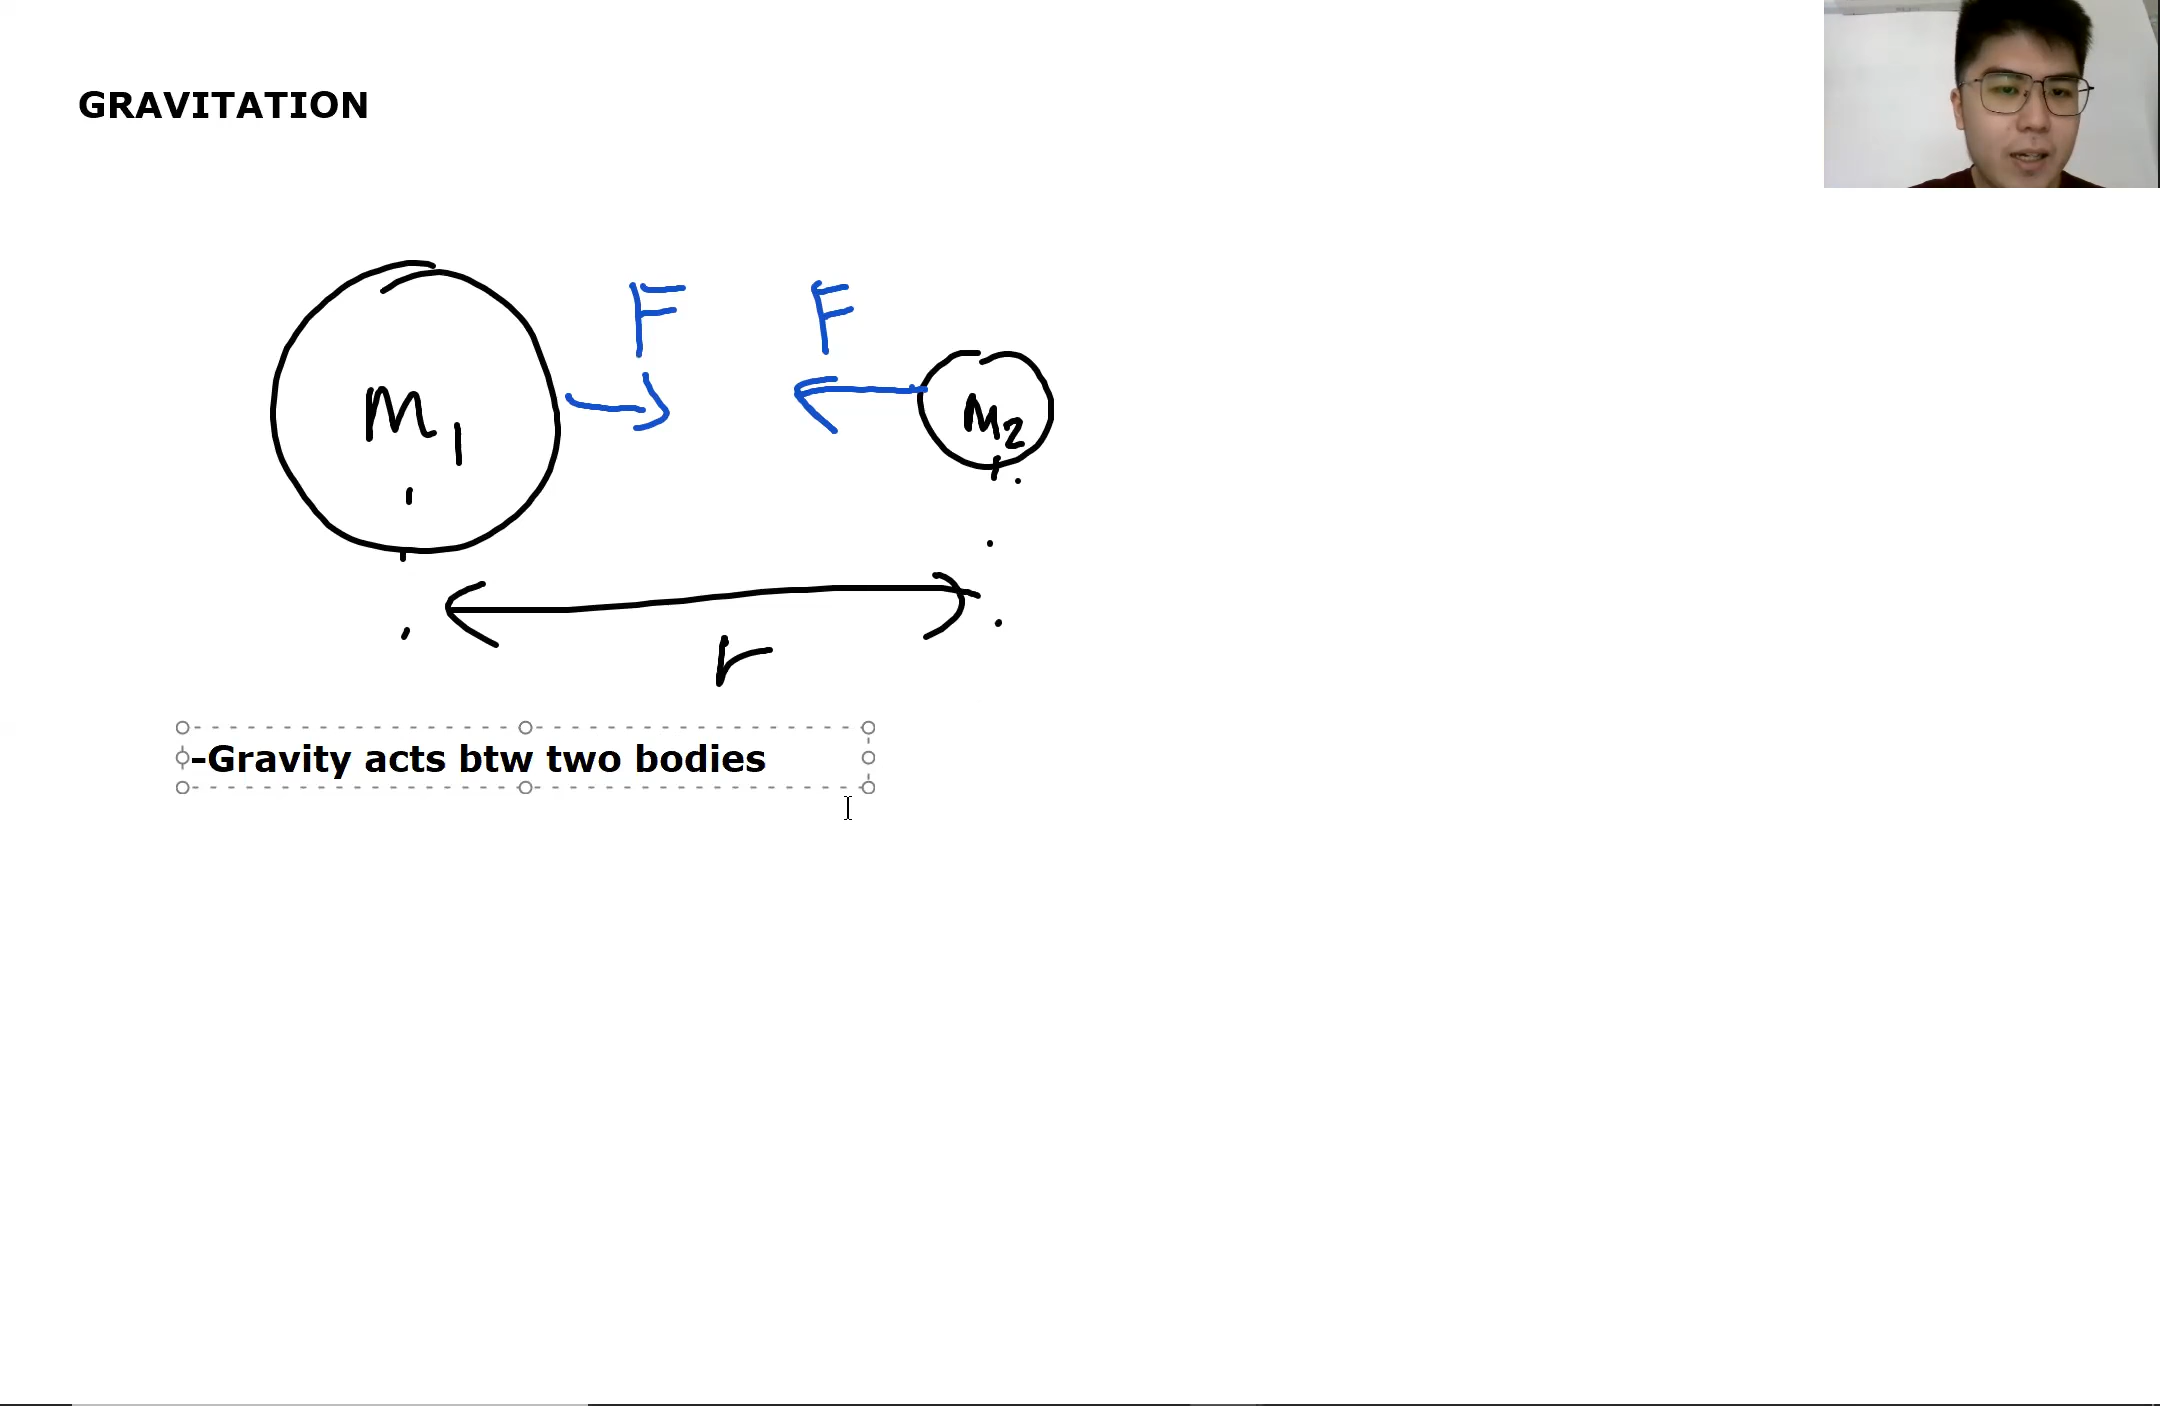 GRAVITATION
F F
m1 m2
r
-Gravity acts btw two bodies